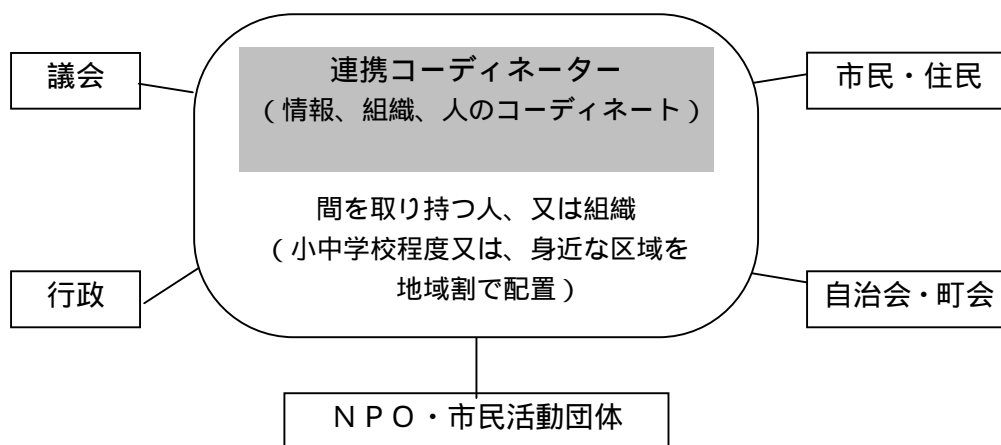 議会
連携コーディネーター
（情報、組織、人のコーディネート）
市民・住民
間を取り持つ人、又は組織
（小中学校程度又は、身近な区域を
地域割で配置）
行政
自治会・町会
ＮＰＯ・市民活動団体